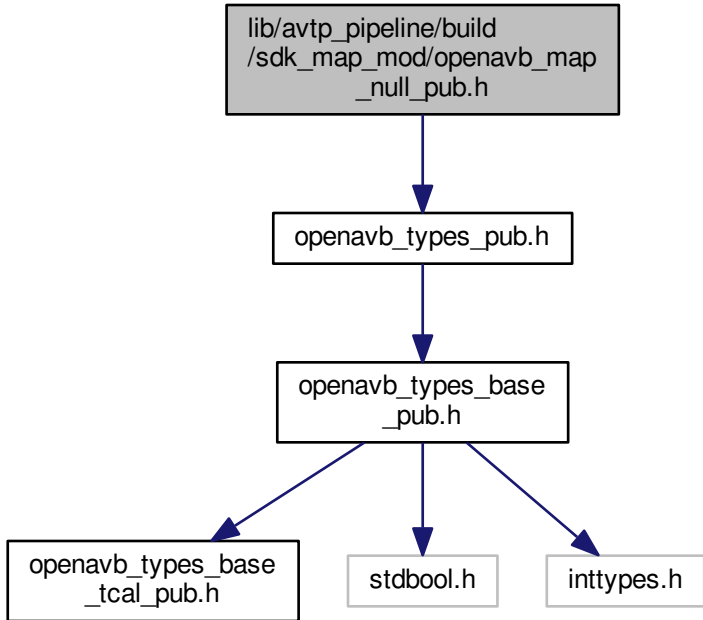 lib/avtp_pipeline/build
/sdk_map_mod/openavb_map
_null_pub.h
openavb_types_pub.h
openavb_types_base
_pub.h
openavb_types_base
_tcal_pub.h
stdbool.h
inttypes.h